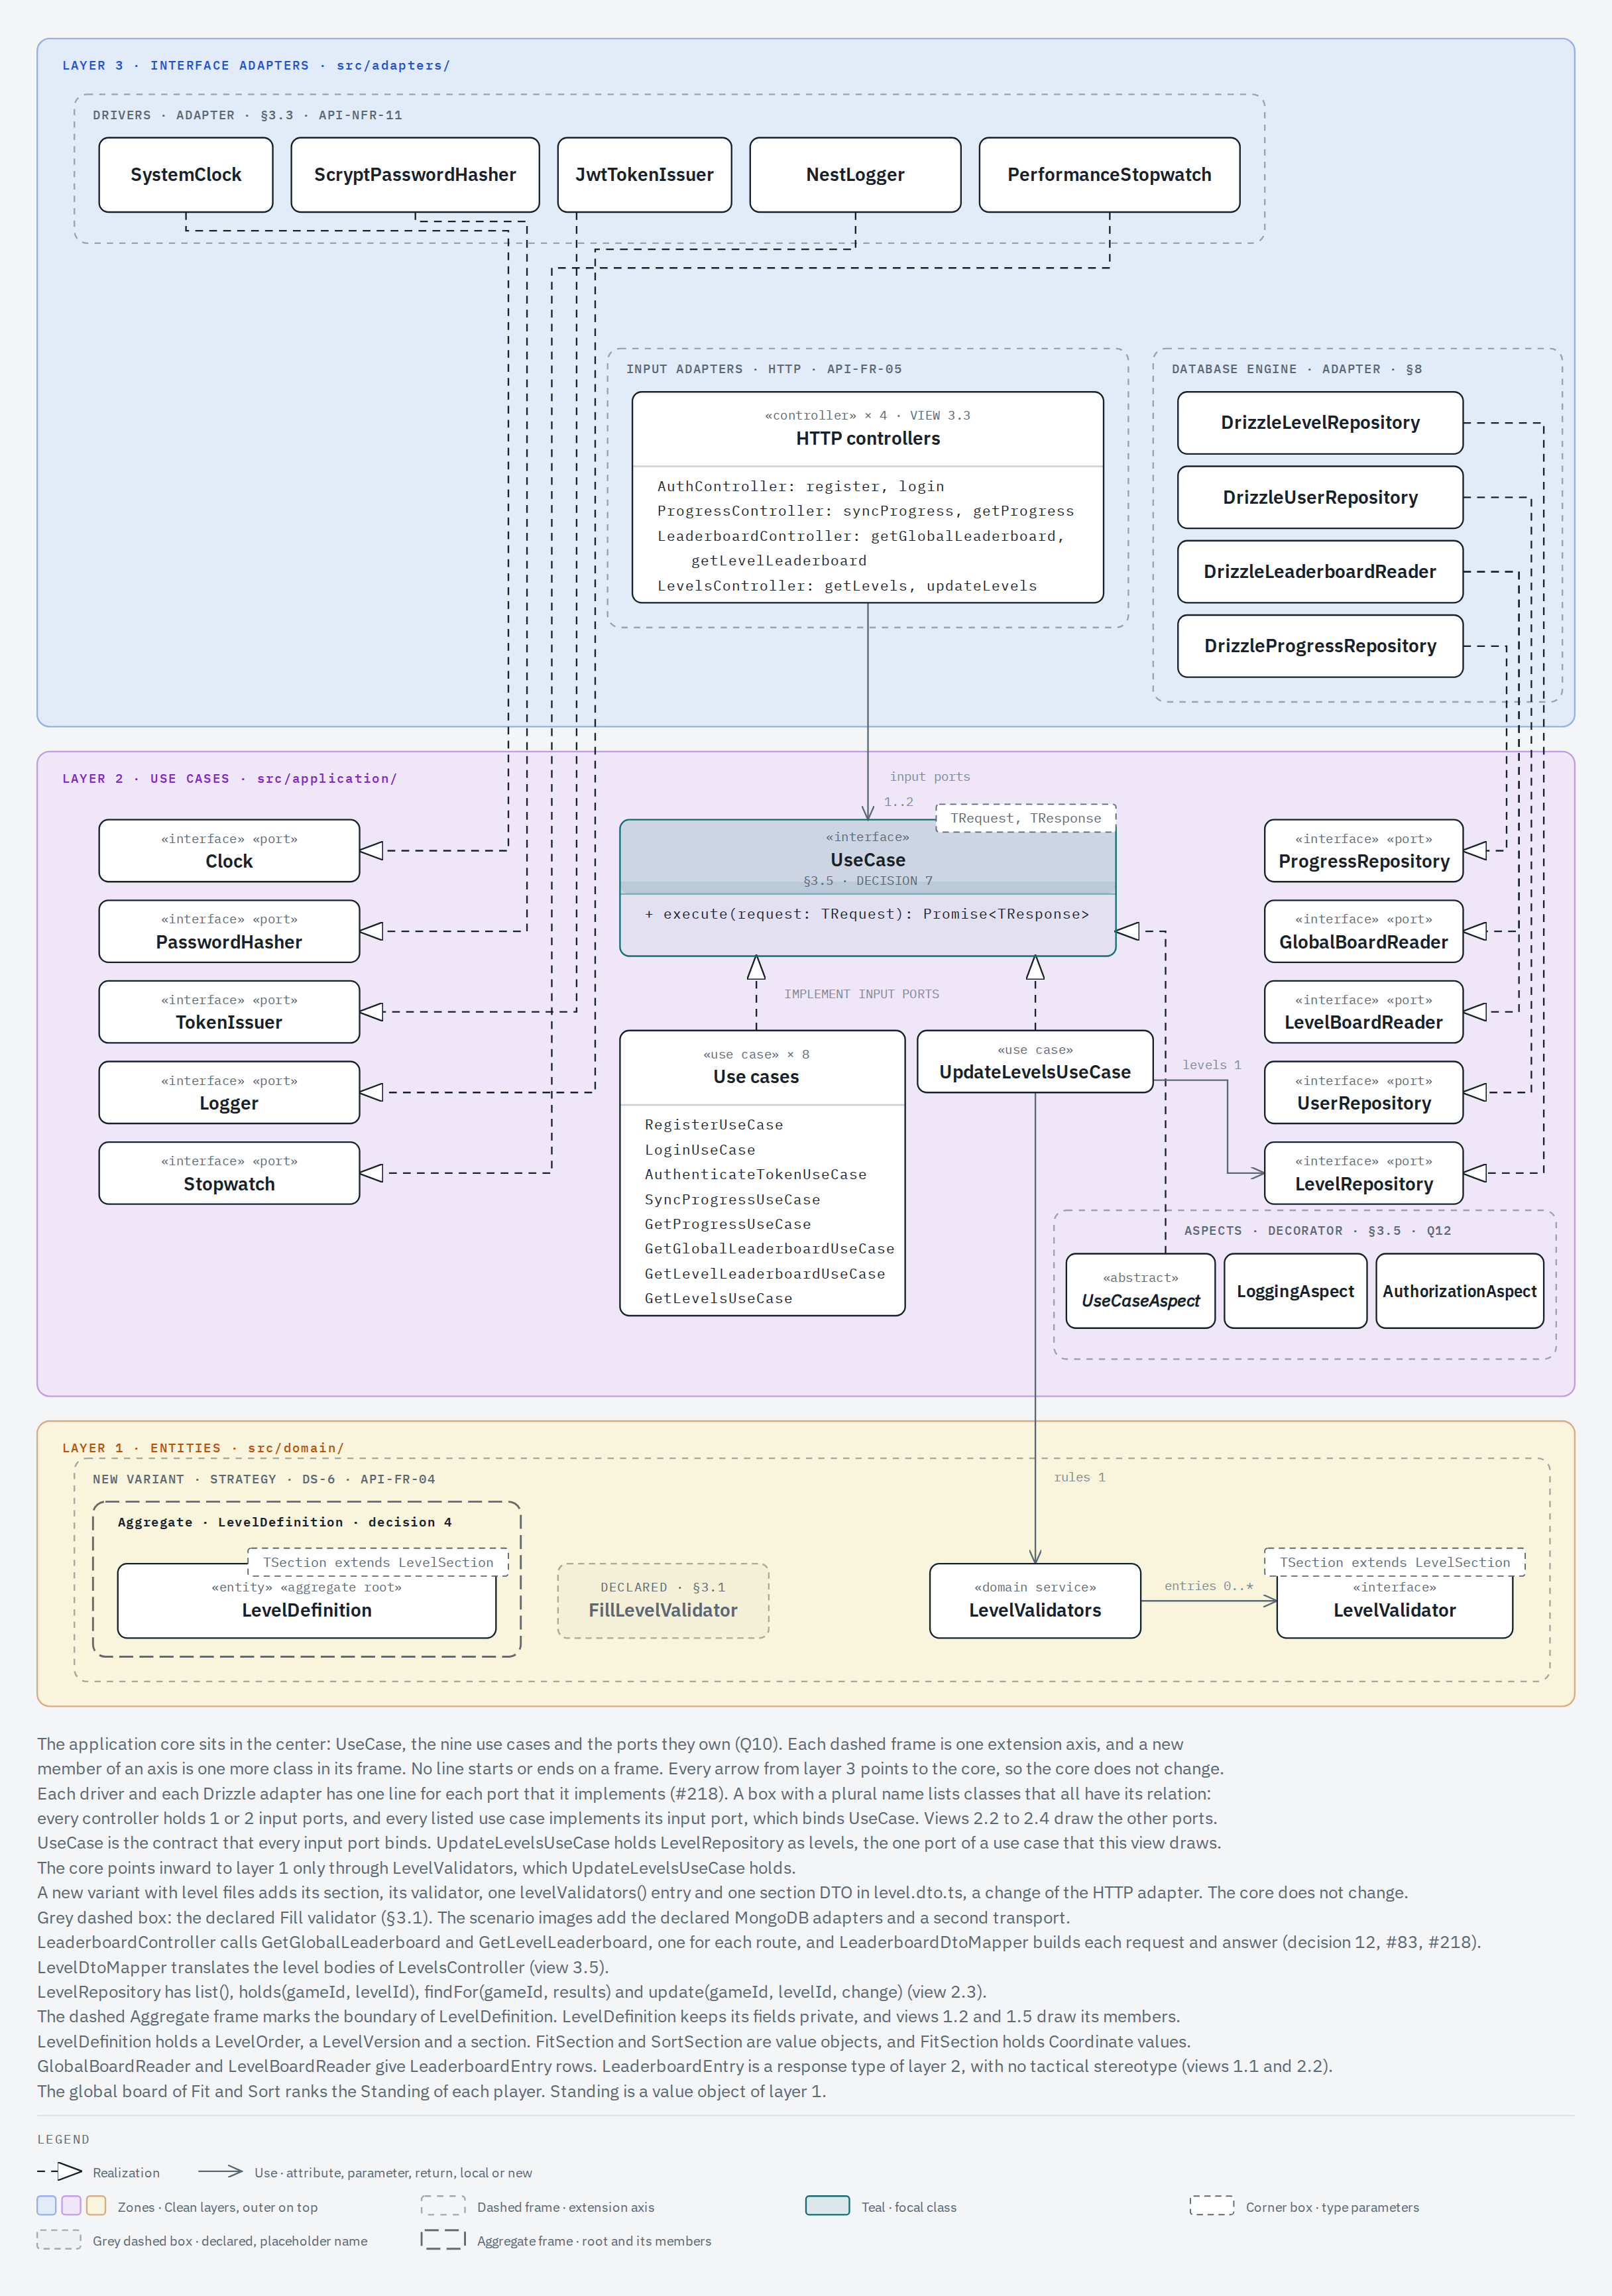 LAYER 3 · INTERFACE ADAPTERS · src/adapters/
DRIVERS · ADAPTER · §3.3 · API-NFR-11
SystemClock
ScryptPasswordHasher
JwtTokenIssuer
NestLogger
PerformanceStopwatch
INPUT ADAPTERS · HTTP · API-FR-05
«controller» × 4 · VIEW 3.3
HTTP controllers
AuthController: register, login
ProgressController: syncProgress, getProgress
LeaderboardController: getGlobalLeaderboard,
getLevelLeaderboard
LevelsController: getLevels, updateLevels
DATABASE ENGINE · ADAPTER · §8
DrizzleLevelRepository
DrizzleUserRepository
DrizzleLeaderboardReader
DrizzleProgressRepository
LAYER 2 · USE CASES · src/application/
input ports
1..2
«interface» «port»
Clock
«interface» «port»
PasswordHasher
«interface» «port»
TokenIssuer
«interface» «port»
Logger
«interface» «port»
Stopwatch
TRequest, TResponse
«interface»
UseCase
§3.5 · DECISION 7
+ execute(request: TRequest): Promise<TResponse>
IMPLEMENT INPUT PORTS
«use case» × 8
Use cases
RegisterUseCase
LoginUseCase
AuthenticateTokenUseCase
SyncProgressUseCase
GetProgressUseCase
GetGlobalLeaderboardUseCase
GetLevelLeaderboardUseCase
GetLevelsUseCase
«use case»
UpdateLevelsUseCase
levels 1
«interface» «port»
ProgressRepository
«interface» «port»
GlobalBoardReader
«interface» «port»
LevelBoardReader
«interface» «port»
UserRepository
«interface» «port»
LevelRepository
ASPECTS · DECORATOR · §3.5 · Q12
«abstract»
UseCaseAspect
LoggingAspect
AuthorizationAspect
LAYER 1 · ENTITIES · src/domain/
NEW VARIANT · STRATEGY · DS-6 · API-FR-04
rules 1
Aggregate · LevelDefinition · decision 4
TSection extends LevelSection
«entity» «aggregate root»
LevelDefinition
DECLARED · §3.1
FillLevelValidator
«domain service»
LevelValidators
entries 0..*
TSection extends LevelSection
«interface»
LevelValidator
The application core sits in the center: UseCase, the nine use cases and the ports they own (Q10). Each dashed frame is one extension axis, and a new
member of an axis is one more class in its frame. No line starts or ends on a frame. Every arrow from layer 3 points to the core, so the core does not change.
Each driver and each Drizzle adapter has one line for each port that it implements (#218). A box with a plural name lists classes that all have its relation:
every controller holds 1 or 2 input ports, and every listed use case implements its input port, which binds UseCase. Views 2.2 to 2.4 draw the other ports.
UseCase is the contract that every input port binds. UpdateLevelsUseCase holds LevelRepository as levels, the one port of a use case that this view draws.
The core points inward to layer 1 only through LevelValidators, which UpdateLevelsUseCase holds.
A new variant with level files adds its section, its validator, one levelValidators() entry and one section DTO in level.dto.ts, a change of the HTTP adapter. The core does not change.
Grey dashed box: the declared Fill validator (§3.1). The scenario images add the declared MongoDB adapters and a second transport.
LeaderboardController calls GetGlobalLeaderboard and GetLevelLeaderboard, one for each route, and LeaderboardDtoMapper builds each request and answer (decision 12, #83, #218).
LevelDtoMapper translates the level bodies of LevelsController (view 3.5).
LevelRepository has list(), holds(gameId, levelId), findFor(gameId, results) and update(gameId, levelId, change) (view 2.3).
The dashed Aggregate frame marks the boundary of LevelDefinition. LevelDefinition keeps its fields private, and views 1.2 and 1.5 draw its members.
LevelDefinition holds a LevelOrder, a LevelVersion and a section. FitSection and SortSection are value objects, and FitSection holds Coordinate values.
GlobalBoardReader and LevelBoardReader give LeaderboardEntry rows. LeaderboardEntry is a response type of layer 2, with no tactical stereotype (views 1.1 and 2.2).
The global board of Fit and Sort ranks the Standing of each player. Standing is a value object of layer 1.
LEGEND
Realization
Use · attribute, parameter, return, local or new
Zones · Clean layers, outer on top
Dashed frame · extension axis
Teal · focal class
Corner box · type parameters
Grey dashed box · declared, placeholder name
Aggregate frame · root and its members